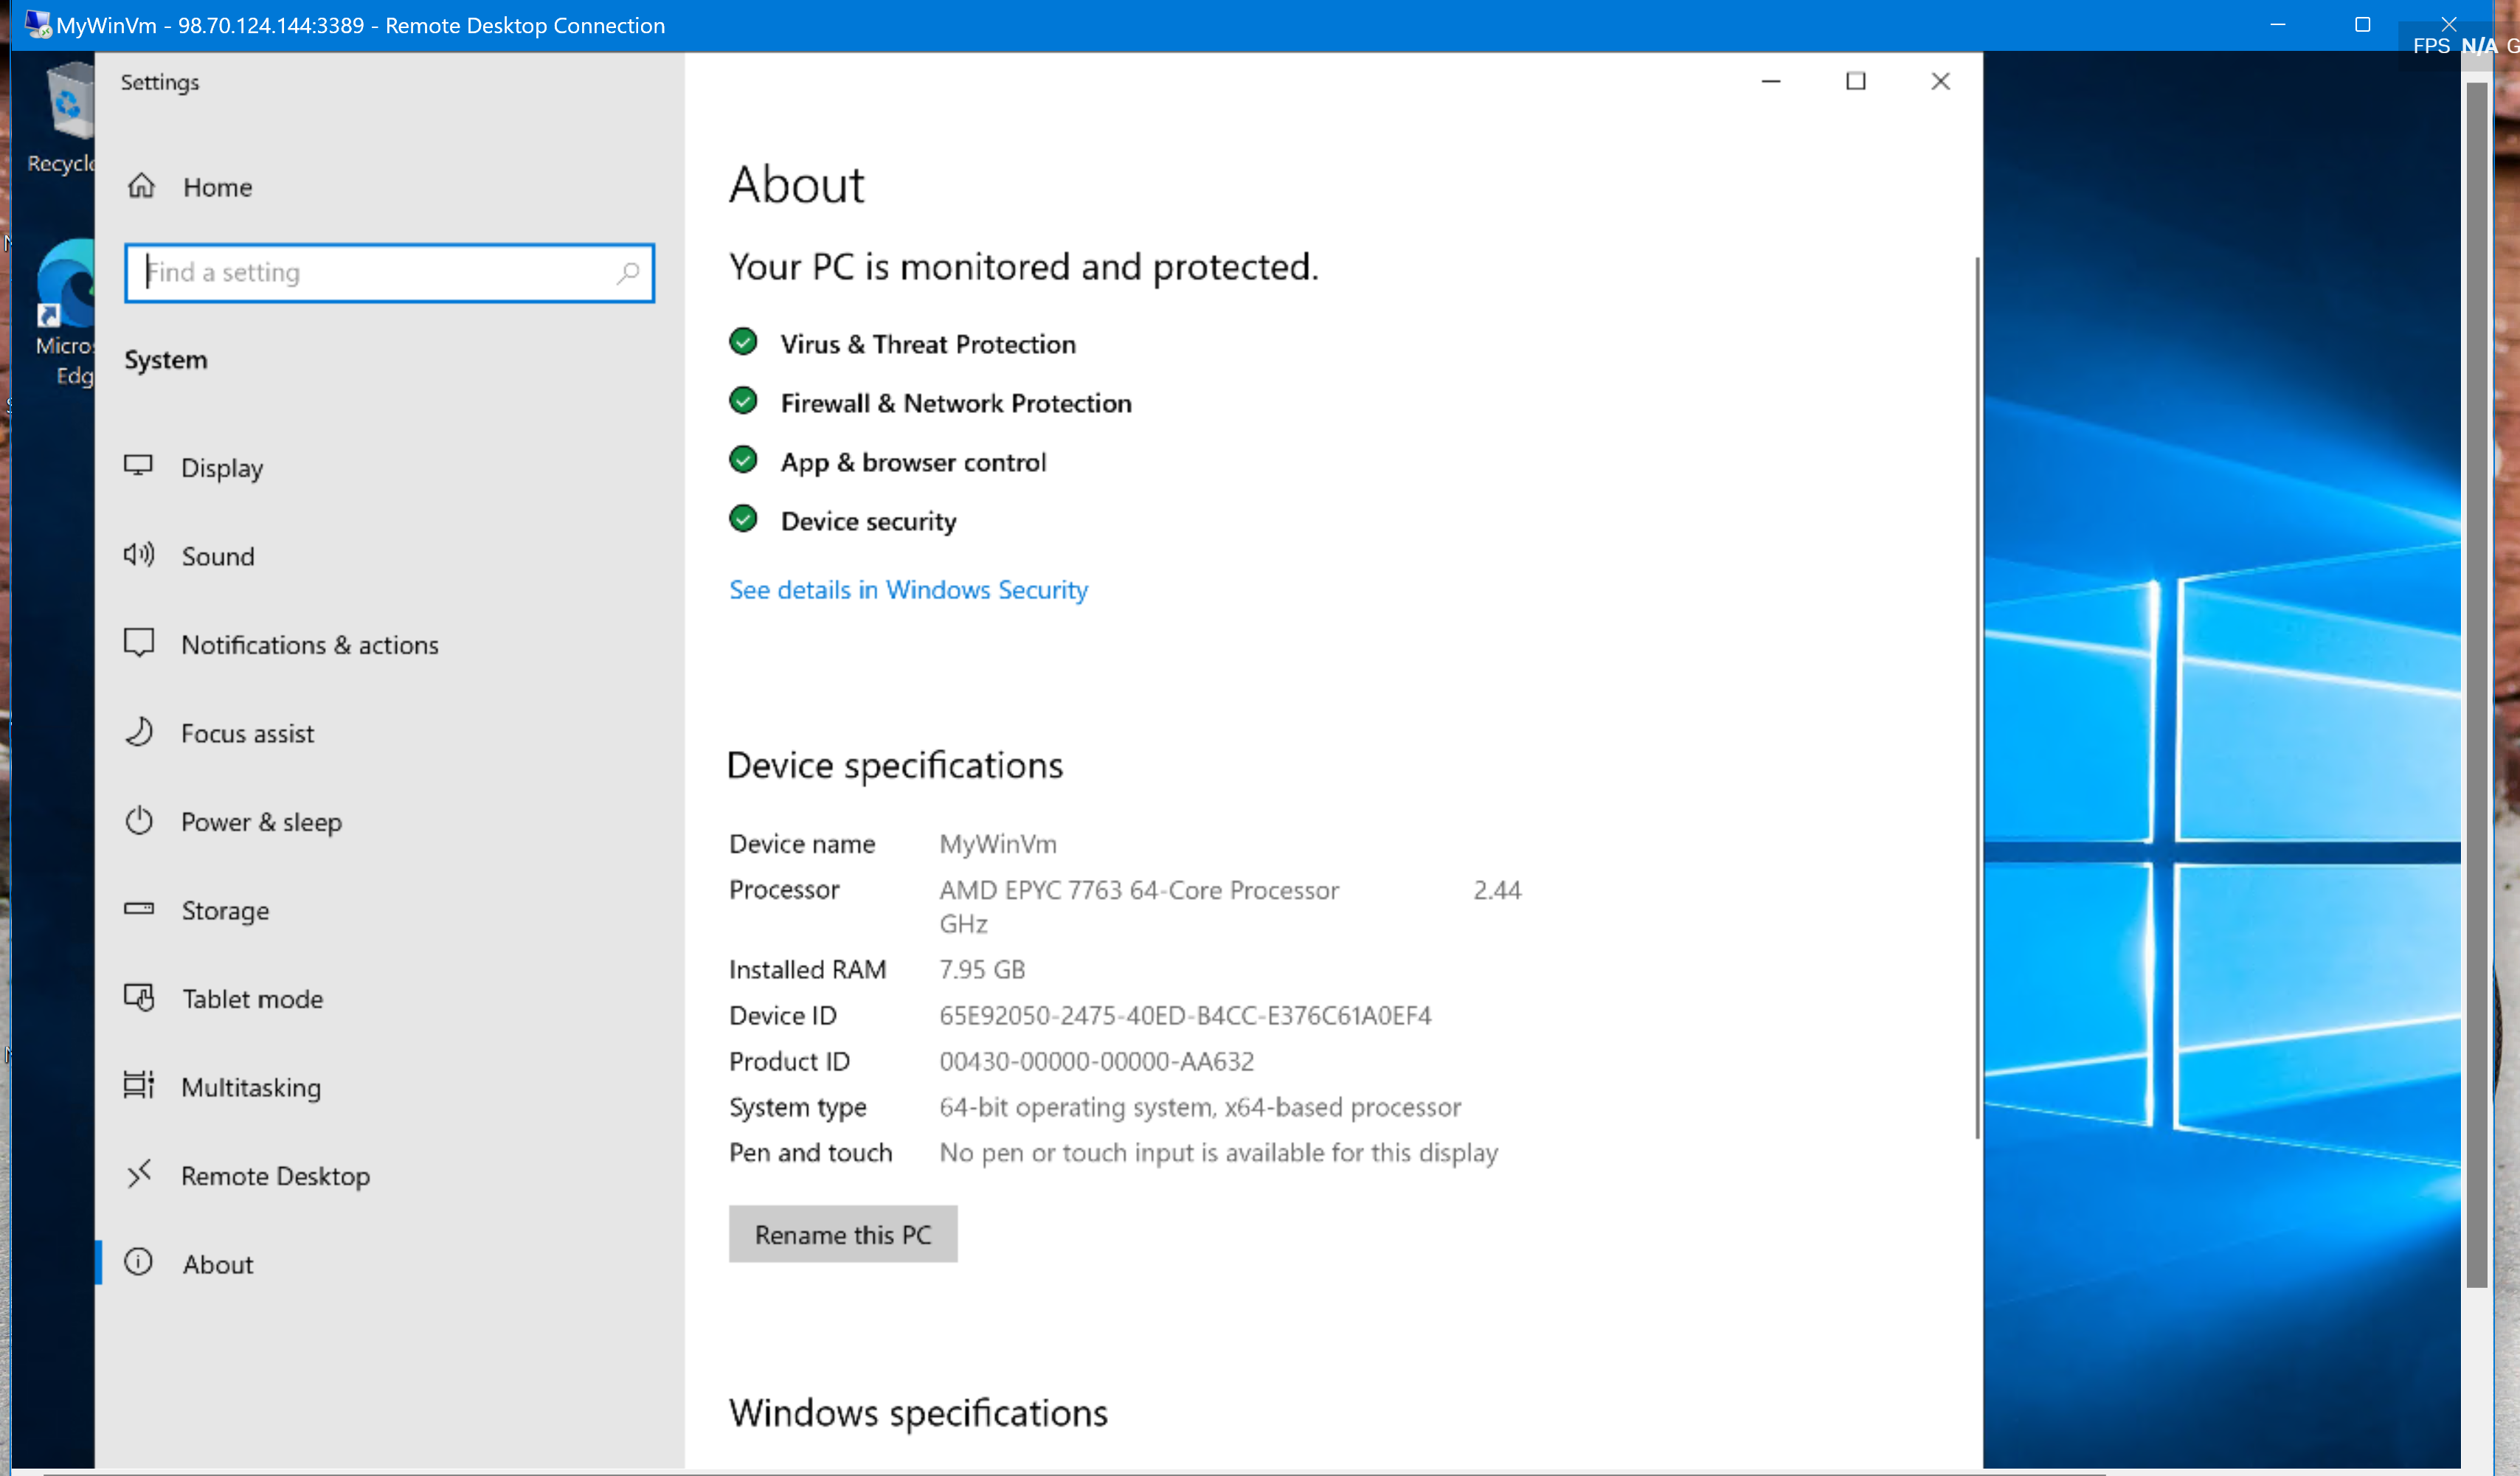 MyWinVm - 98.70.124.144:3389 - Remote Desktop Connection
FPS N/A G
Recycle
Micros
Edg
Settings
Home
Find a setting
System
Display
Sound
Notifications & actions
Focus assist
Power & sleep
Storage
Tablet mode
Multitasking
Remote Desktop
About
About
Your PC is monitored and protected.
Virus & Threat Protection
Firewall & Network Protection
App & browser control
Device security
See details in Windows Security
Device specifications
Device name MyWinVm
Processor AMD EPYC 7763 64-Core Processor 2.44
GHz
Installed RAM 7.95 GB
Device ID 65E92050-2475-40ED-B4CC-E376C61A0EF4
Product ID 00430-00000-00000-AA632
System type 64-bit operating system, x64-based processor
Pen and touch No pen or touch input is available for this display
Rename this PC
Windows specifications